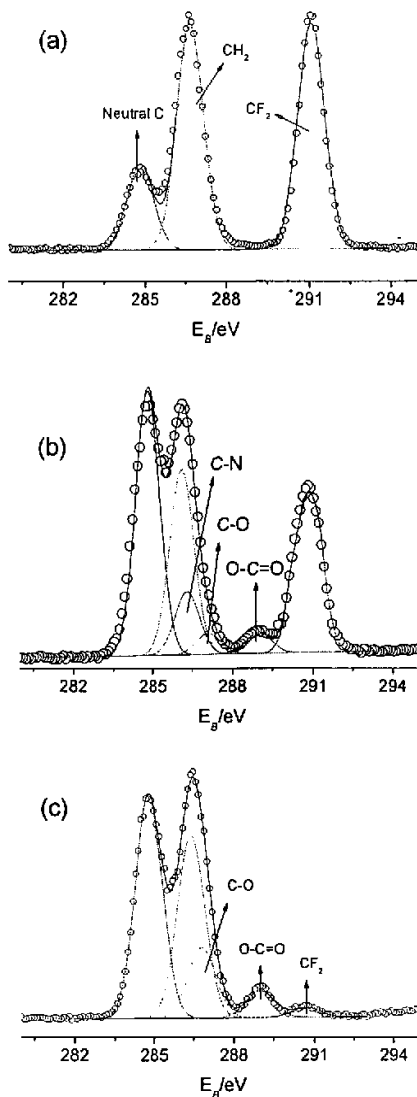 (a)
CH2
Neutral C
CF2
282 285 288 291 294
EB/eV
(b)
C-N
C-O
O-C=O
282 285 288 291 294
EB/eV
(c)
C-O
O-C=O
CF2
282 285 288 291 294
EB/eV